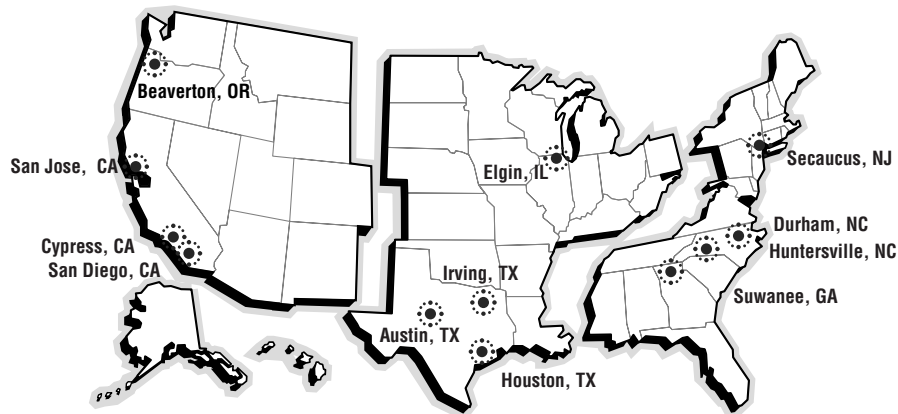 Beaverton, OR
San Jose, CA
Elgin, IL
Secaucus, NJ
Durham, NC
Cypress, CA
Huntersville, NC
San Diego, CA
Irving, TX
Suwanee, GA
Austin, TX
Houston, TX